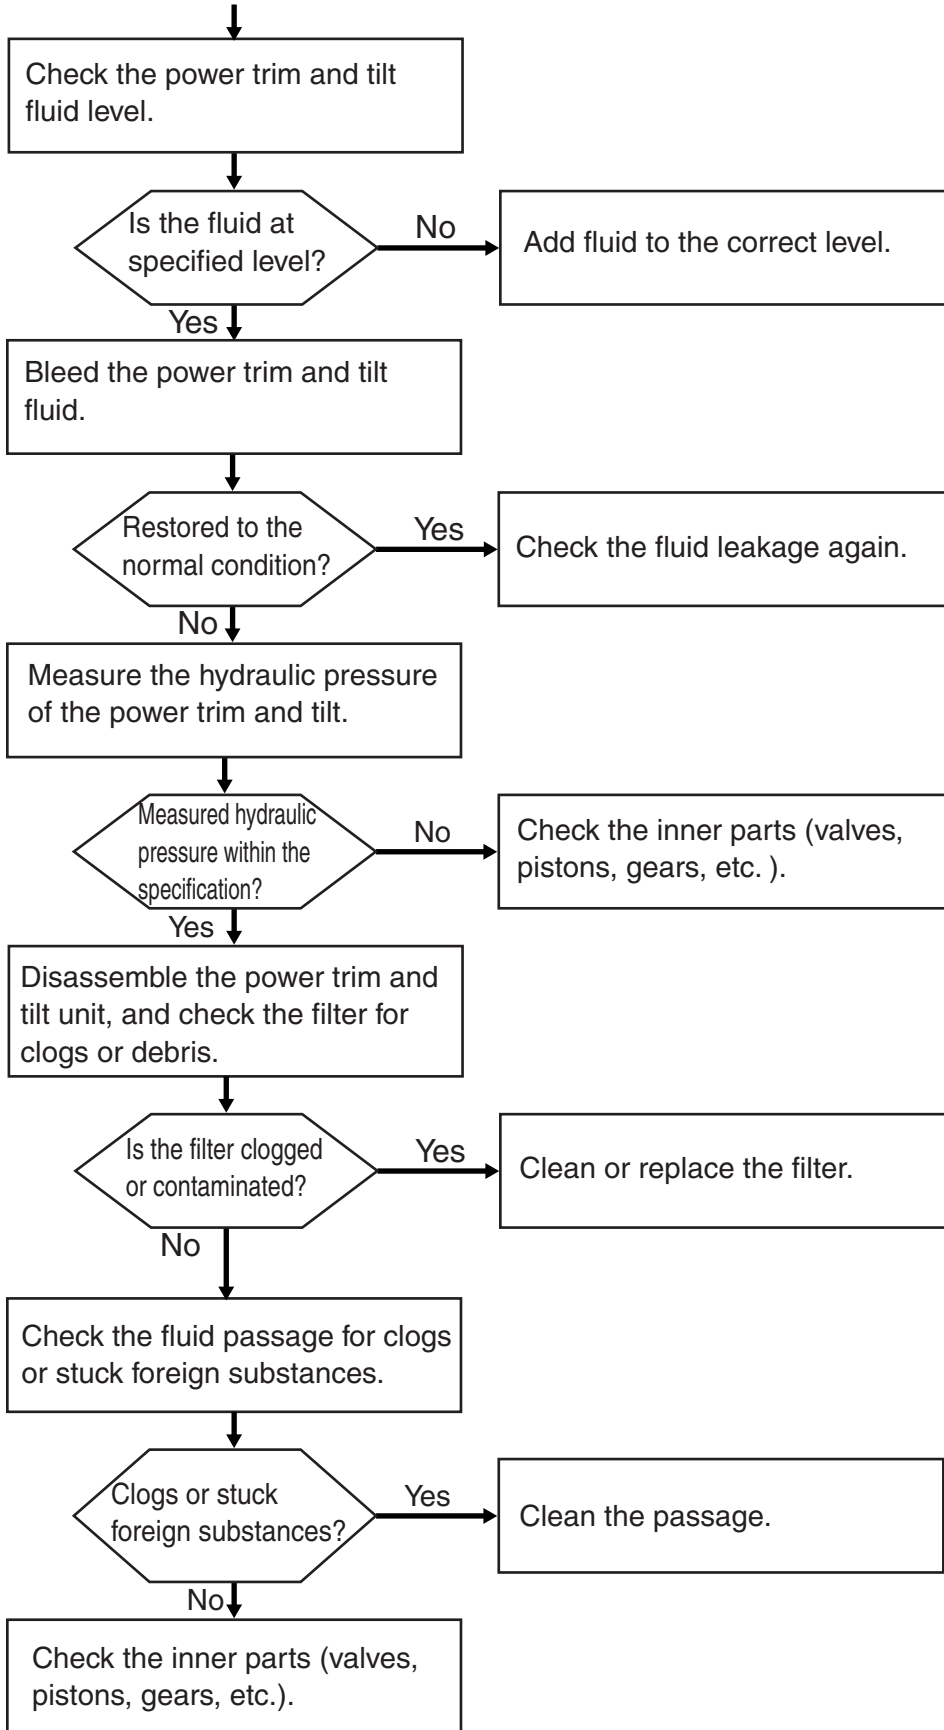 Check the power trim and tilt
fluid level.
Is the fluid at
specified level?
No
Add fluid to the correct level.
Yes
Bleed the power trim and tilt
fluid.
Restored to the
normal condition?
Yes
Check the fluid leakage again.
No
Measure the hydraulic pressure
of the power trim and tilt.
Measured hydraulic
pressure within the
specification?
No
Check the inner parts (valves,
pistons, gears, etc. ).
Yes
Disassemble the power trim and
tilt unit, and check the filter for
clogs or debris.
Is the filter clogged
or contaminated?
Yes
Clean or replace the filter.
No
Check the fluid passage for clogs
or stuck foreign substances.
Clogs or stuck
foreign substances?
Yes
Clean the passage.
No
Check the inner parts (valves,
pistons, gears, etc.).